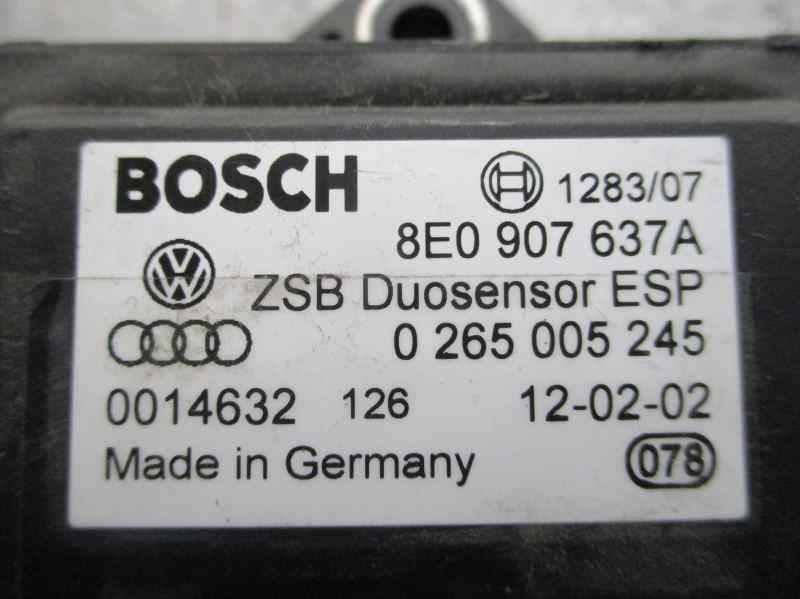 BOSCH 1283/07
8E0 907 637A
ZSB Duosensor ESP
0 265 005 245
0014632 126 12-02-02
Made in Germany 078